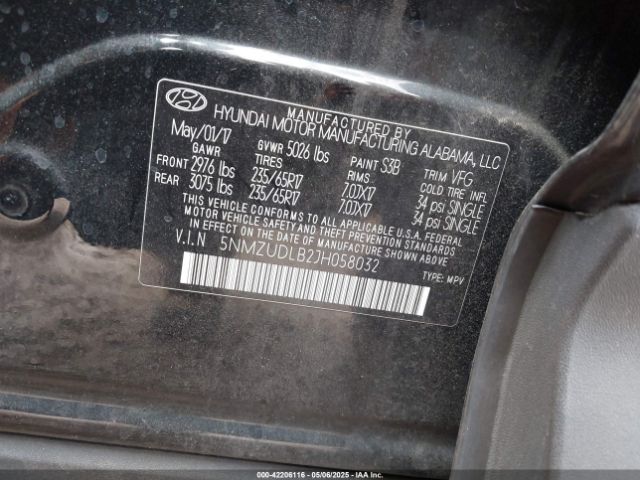 MANUFACTURED BY
HYUNDAI MOTOR MANUFACTURING ALABAMA, LLC
May/01/17 GVWR 5026 lbs PAINT S3B TRIM VFG
GAWR TIRES RIMS COLD TIRE INFL
FRONT 2976 lbs 235/65R17 7.0JX17 34 psi SINGLE
REAR 3075 lbs 235/65R17 7.0JX17 34 psi SINGLE
THIS VEHICLE CONFORMS TO ALL APPLICABLE U.S.A. FEDERAL
MOTOR VEHICLE SAFETY AND THEFT PREVENTION STANDARDS
IN EFFECT ON THE DATE OF MANUFACTURE SHOWN ABOVE.
V.I.N 5NMZUDLB2JH058032
TYPE: MPV
000-42206116 - 05/06/2025 - IAAI.com